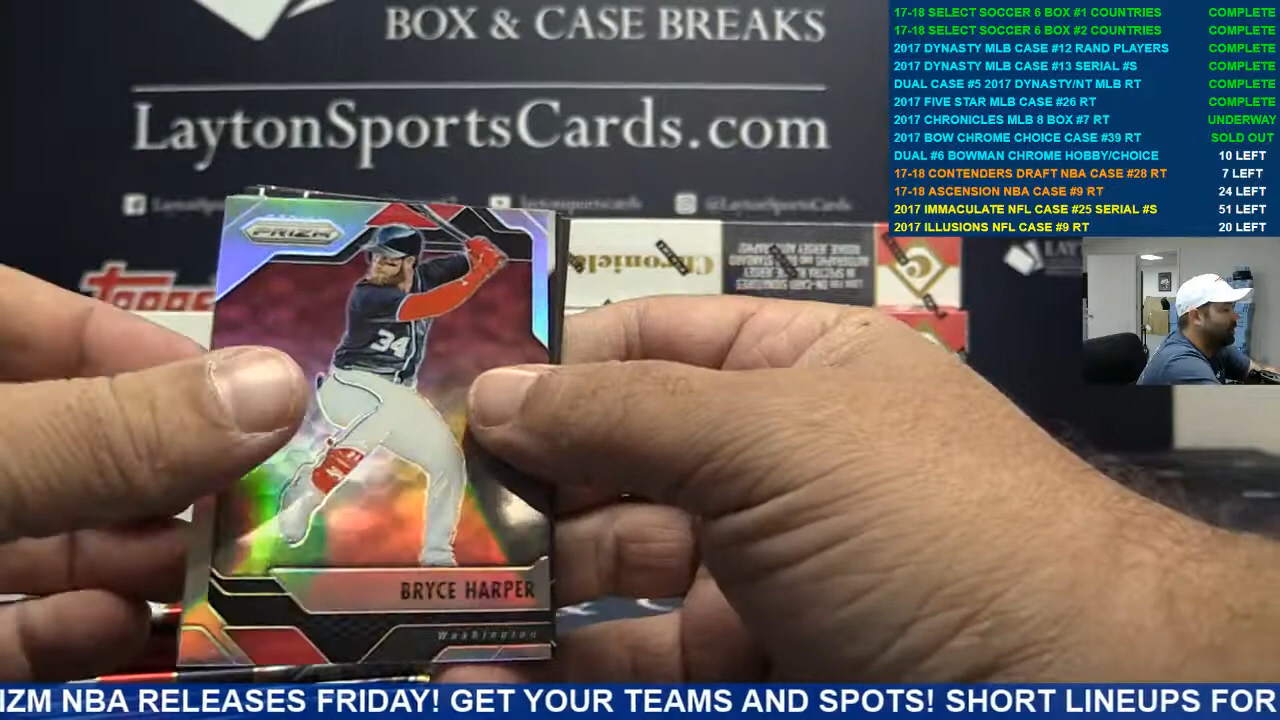 BOX & CASE BREAKS
LaytonSportsCards.com
17-18 SELECT SOCCER 6 BOX #1 COUNTRIES COMPLETE
17-18 SELECT SOCCER 6 BOX #2 COUNTRIES COMPLETE
2017 DYNASTY MLB CASE #12 RAND PLAYERS COMPLETE
2017 DYNASTY MLB CASE #13 SERIAL #S COMPLETE
DUAL CASE #5 2017 DYNASTY/NT MLB RT COMPLETE
2017 FIVE STAR MLB CASE #26 RT COMPLETE
2017 CHRONICLES MLB 8 BOX #7 RT UNDERWAY
2017 BOW CHROME CHOICE CASE #39 RT SOLD OUT
DUAL #6 BOWMAN CHROME HOBBY/CHOICE 10 LEFT
17-18 CONTENDERS DRAFT NBA CASE #28 RT 7 LEFT
17-18 ASCENSION NBA CASE #9 RT 24 LEFT
2017 IMMACULATE NFL CASE #25 SERIAL #S 51 LEFT
2017 ILLUSIONS NFL CASE #9 RT 20 LEFT
PRIZM
Topps
Chronicles
34
BRYCE HARPER
Washington
IZM NBA RELEASES FRIDAY! GET YOUR TEAMS AND SPOTS! SHORT LINEUPS FOR